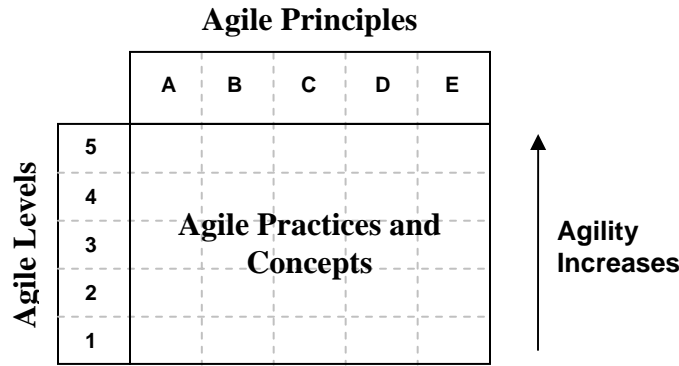 Agile Principles
A B C D E
Agile Levels
5
4
3
2
1
Agile Practices and
Concepts
Agility
Increases